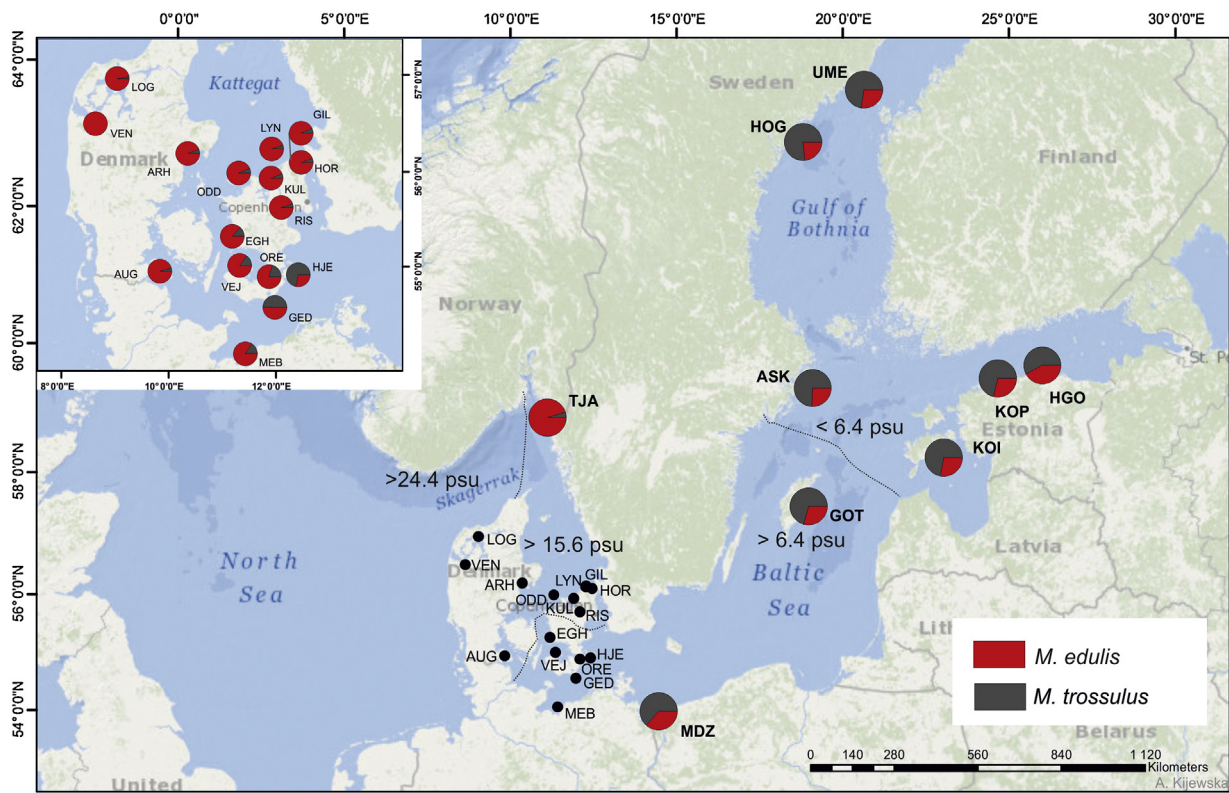 0°0'0"E
5°0'0"E
10°0'0"E
15°0'0"E
20°0'0"E
25°0'0"E
30°0'0"E
64°0'0"N
62°0'0"N
60°0'0"N
58°0'0"N
56°0'0"N
54°0'0"N
57°0'0"N
56°0'0"N
55°0'0"N
8°0'0"E
10°0'0"E
12°0'0"E
Kattegat
LOG
VEN
Denmark
ARH
LYN
GIL
HOR
ODD
KUL
RIS
EGH
ORE
HJE
AUG
VEJ
GED
MEB
Sweden
UME
HOG
Finland
Gulf of
Bothnia
Norway
ASK
TJA
< 6.4 psu
KOP
HGO
Estonia
KOI
>24.4 psu
Skagerrak
GOT
> 6.4 psu
North
Sea
Baltic
Sea
Latvia
LOG
> 15.6 psu
VEN
Denmark
ARH
LYN
GIL
HOR
ODD
KUL
RIS
EGH
AUG
VEJ
HJE
ORE
GED
MEB
MDZ
M. edulis
M. trossulus
Belarus
0
140
280
560
840
1 120
Kilometers
A. Kijewska
United